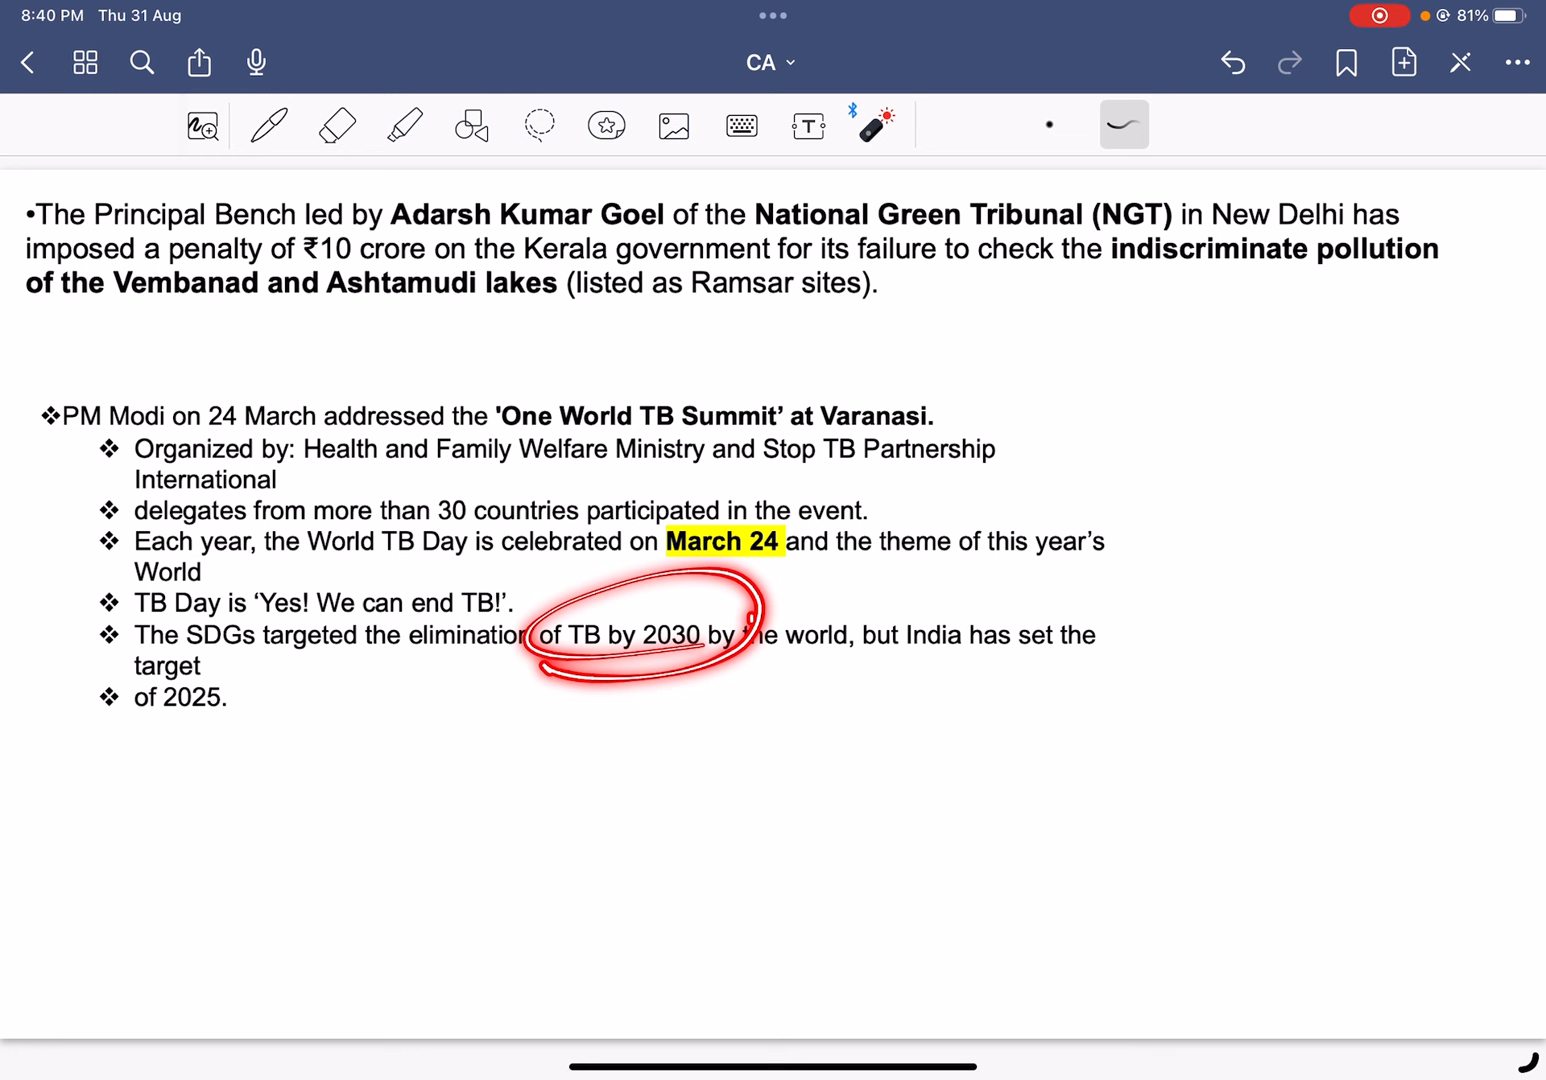 8:40 PM Thu 31 Aug
81%
CA
T
•The Principal Bench led by Adarsh Kumar Goel of the National Green Tribunal (NGT) in New Delhi has
imposed a penalty of ₹10 crore on the Kerala government for its failure to check the indiscriminate pollution
of the Vembanad and Ashtamudi lakes (listed as Ramsar sites).
❖PM Modi on 24 March addressed the 'One World TB Summit’ at Varanasi.
❖ Organized by: Health and Family Welfare Ministry and Stop TB Partnership
International
❖ delegates from more than 30 countries participated in the event.
❖ Each year, the World TB Day is celebrated on March 24 and the theme of this year’s
World
❖ TB Day is ‘Yes! We can end TB!’.
❖ The SDGs targeted the elimination of TB by 2030 by the world, but India has set the
target
❖ of 2025.